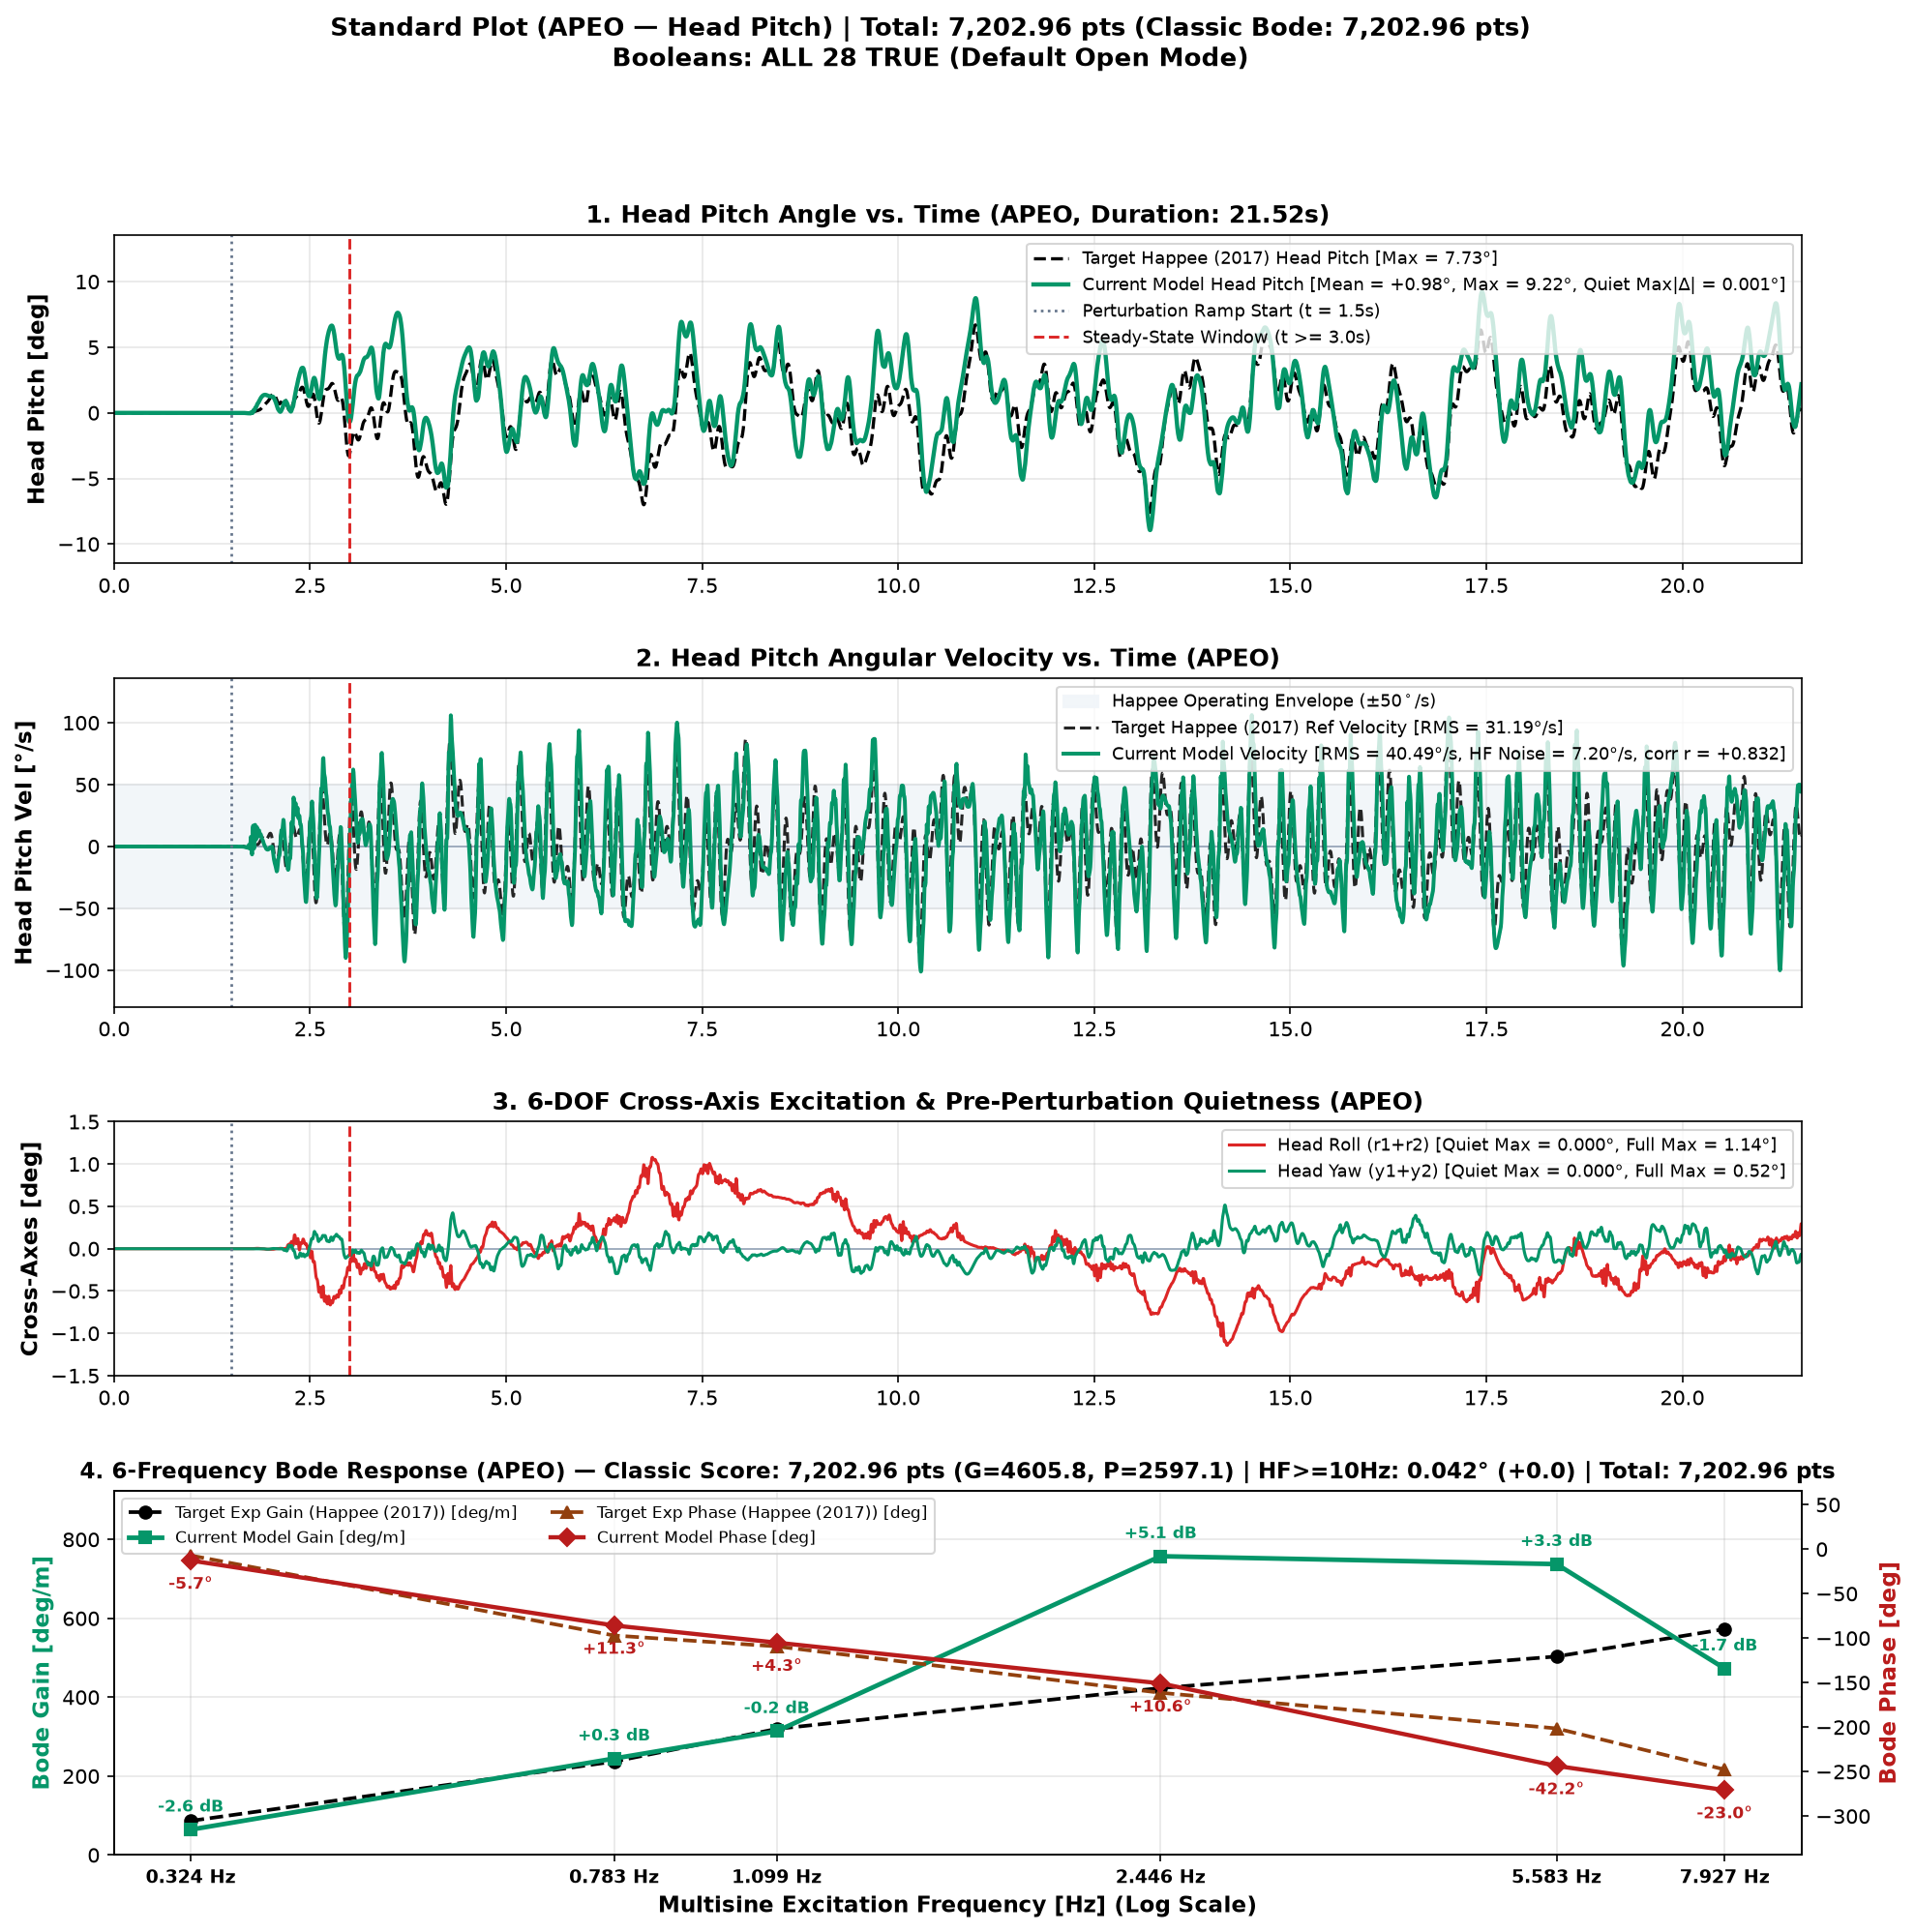 Standard Plot (APEO — Head Pitch) | Total: 7,202.96 pts (Classic Bode: 7,202.96 pts)
Booleans: ALL 28 TRUE (Default Open Mode)
1. Head Pitch Angle vs. Time (APEO, Duration: 21.52s)
Head Pitch [deg]
10
5
0
−5
−10
Target Happee (2017) Head Pitch [Max = 7.73°]
Current Model Head Pitch [Mean = +0.98°, Max = 9.22°, Quiet Max|Δ| = 0.001°]
Perturbation Ramp Start (t = 1.5s)
Steady-State Window (t >= 3.0s)
0.0 2.5 5.0 7.5 10.0 12.5 15.0 17.5 20.0
2. Head Pitch Angular Velocity vs. Time (APEO)
Head Pitch Vel [°/s]
100
50
0
−50
−100
Happee Operating Envelope (±50°/s)
Target Happee (2017) Ref Velocity [RMS = 31.19°/s]
Current Model Velocity [RMS = 40.49°/s, HF Noise = 7.20°/s, corr r = +0.832]
0.0 2.5 5.0 7.5 10.0 12.5 15.0 17.5 20.0
3. 6-DOF Cross-Axis Excitation & Pre-Perturbation Quietness (APEO)
Cross-Axes [deg]
1.5
1.0
0.5
0.0
−0.5
−1.0
−1.5
Head Roll (r1+r2) [Quiet Max = 0.000°, Full Max = 1.14°]
Head Yaw (y1+y2) [Quiet Max = 0.000°, Full Max = 0.52°]
0.0 2.5 5.0 7.5 10.0 12.5 15.0 17.5 20.0
4. 6-Frequency Bode Response (APEO) — Classic Score: 7,202.96 pts (G=4605.8, P=2597.1) | HF>=10Hz: 0.042° (+0.0) | Total: 7,202.96 pts
Bode Gain [deg/m]
800
600
400
200
0
Target Exp Gain (Happee (2017)) [deg/m]
Current Model Gain [deg/m]
Target Exp Phase (Happee (2017)) [deg]
Current Model Phase [deg]
-2.6 dB
+0.3 dB
-0.2 dB
+5.1 dB
+3.3 dB
-1.7 dB
-5.7°
+11.3°
+4.3°
+10.6°
-42.2°
-23.0°
50
0
−50
−100
−150
−200
−250
−300
Bode Phase [deg]
0.324 Hz 0.783 Hz 1.099 Hz 2.446 Hz 5.583 Hz 7.927 Hz
Multisine Excitation Frequency [Hz] (Log Scale)